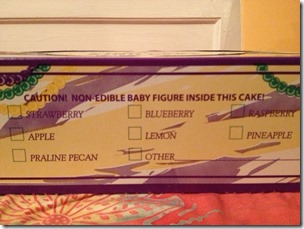 CAUTION! NON-EDIBLE BABY FIGURE INSIDE THIS CAKE!
STRAWBERRY BLUEBERRY RASPBERRY
APPLE LEMON PINEAPPLE
PRALINE PECAN OTHER